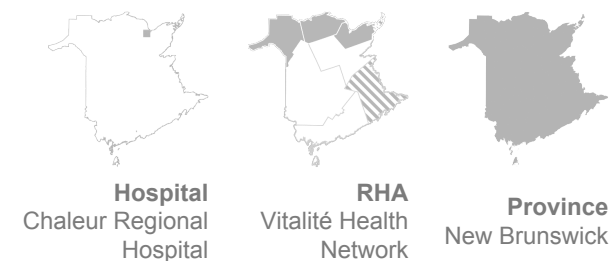 Hospital
Chaleur Regional
Hospital
RHA
Vitalité Health
Network
Province
New Brunswick